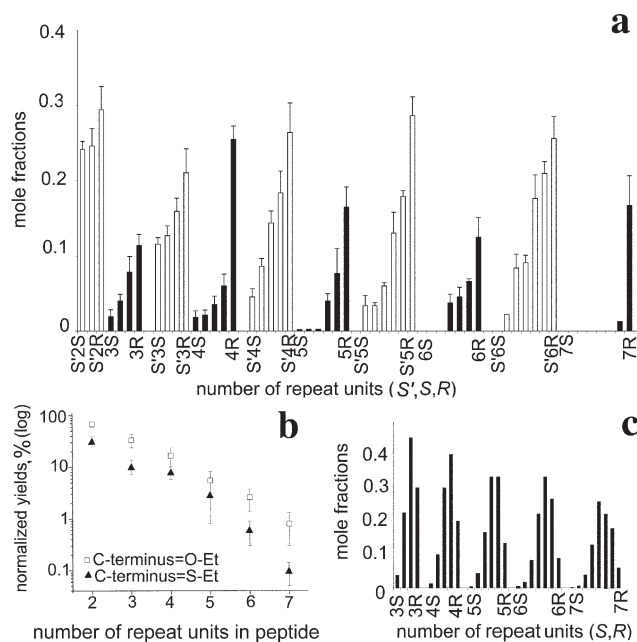 a
0.4
0.3
0.2
0.1
0
mole fractions
S'2S S'2R 3S 3R S'3S S'3R 4S 4R S'4S S'4R 5S 5R S'5S S'5R 6S 6R S'6S S'6R 7S 7R
number of repeat units (S',S,R)
b
100
10
1
0.1
normalized yields,%(log)
□ C-terminus=O-Et
▲ C-terminus=S-Et
2 3 4 5 6 7
number of repeat units in peptide
c
0.4
0.3
0.2
0.1
0
mole fractions
3S 3R 4S 4R 5S 5R 6S 6R 7S 7R
number of repeat units (S,R)